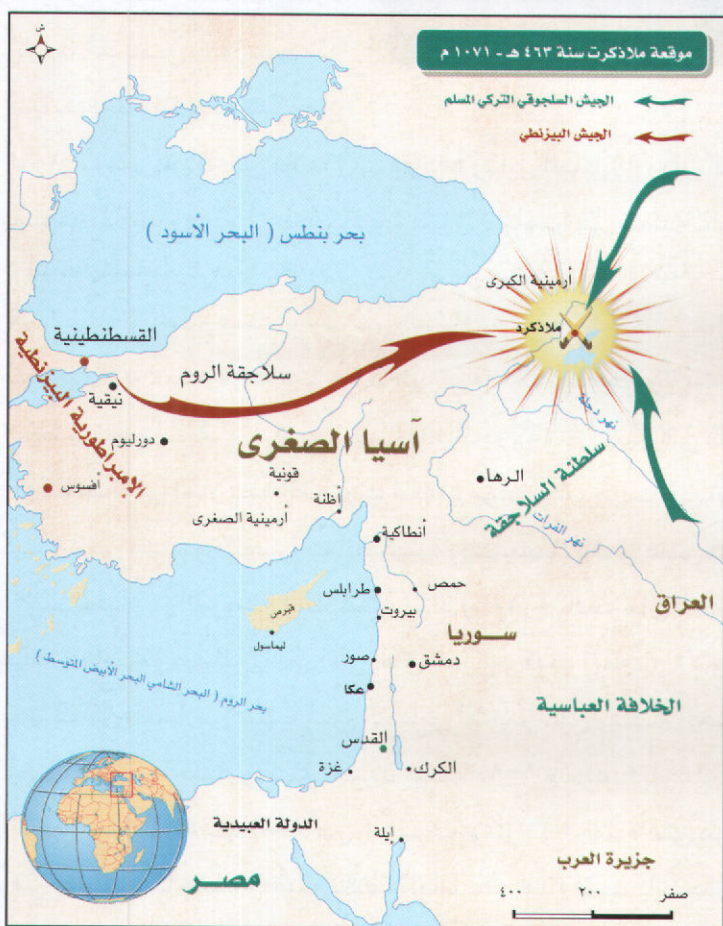 ش
موقعة ملاذكرت سنة ٤٦٣ هـ - ١٠٧١ م
الجيش السلجوقي التركي المسلم
الجيش البيزنطي
بحر بنطس ( البحر الأسود )
أرمينية الكبرى
ملاذكرد
القسطنطينية
نيقية
سلاجقة الروم
الإمبراطورية البيزنطية
دورليوم
آسيا الصغرى
نهر دجلة
سلطنة السلاجقة
الرها
أفسوس
قونية
أذنة
أرمينية الصغرى
أنطاكية
نهر الفرات
طرابلس
حمص
العراق
قبرص
بيروت
سوريا
ليماسول
صور
دمشق
بحر الروم ( البحر الشامي البحر الأبيض المتوسط )
عكا
الخلافة العباسية
القدس
غزة
الكرك
الدولة العبيدية
إيلة
جزيرة العرب
مصر
صفر
٢٠٠
٤٠٠